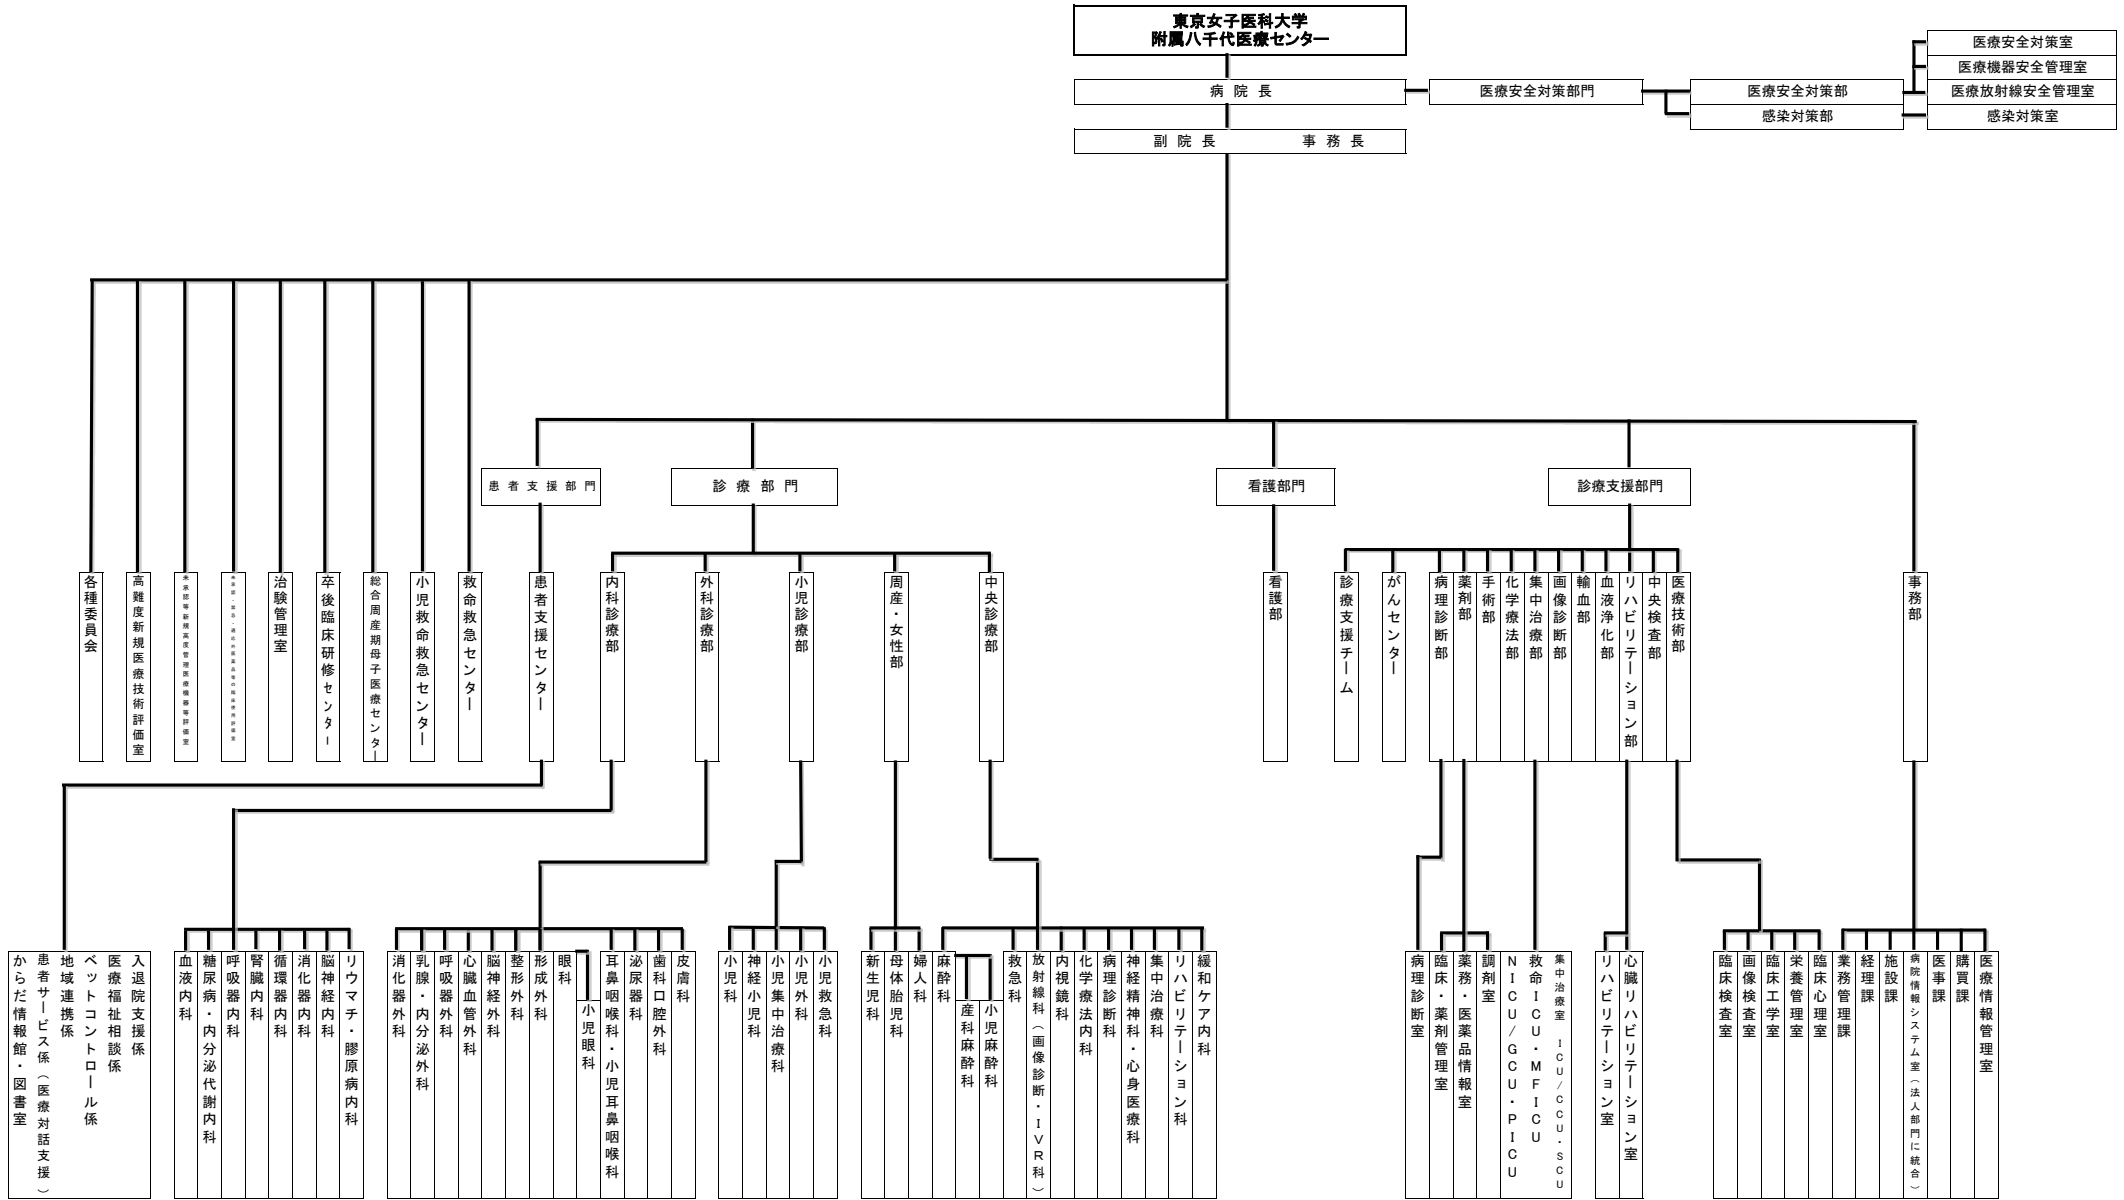 東京女子医科大学
附属八千代医療センター
病院長
医療安全対策部門
医療安全対策部
感染対策部
医療安全対策室
医療機器安全管理室
医療放射線安全管理室
感染対策室
副院長
事務長
患者支援部門
診療部門
看護部門
診療支援部門
各種委員会
高難度新規医療技術評価室
未承認等新規高度管理医療機器等評価室
治験管理室
卒後臨床研修センター
総合周産期母子医療センター
小児救命救急センター
救命救急センター
患者支援センター
内科診療部
外科診療部
小児診療部
周産・女性部
中央診療部
看護部
診療支援チーム
がんセンター
病理診断部
薬剤部
手術部
化学療法部
集中治療部
画像診断部
輸血部
血液浄化部
リハビリテーション部
中央検査部
医療技術部
事務部
からだ情報館・図書室
患者サービス係（医療対話支援）
地域連携係
ベットコントロール係
医療福祉相談係
入退院支援係
血液内科
糖尿病・内分泌代謝内科
呼吸器内科
腎臓内科
循環器内科
消化器内科
脳神経内科
リウマチ・膠原病内科
消化器外科
乳腺・内分泌外科
呼吸器外科
心臓血管外科
脳神経外科
整形外科
形成外科
眼科
小児眼科
耳鼻咽喉科・小児耳鼻咽喉科
泌尿器科
歯科口腔外科
皮膚科
小児科
神経小児科
小児集中治療科
小児外科
小児救急科
新生児科
母体胎児科
婦人科
麻酔科
産科麻酔科
小児麻酔科
救急科
放射線科（画像診断・IVR科）
内視鏡科
化学療法内科
病理診断科
神経精神科・心身医療科
集中治療科
リハビリテーション科
緩和ケア内科
病理診断室
臨床・薬剤管理室
薬務・医薬品情報室
調剤室
NICU/GCU・PICU
救命ICU・MFICU
集中治療室 ICU/CCU・SCU
リハビリテーション室
心臓リハビリテーション室
臨床検査室
画像検査室
臨床工学室
栄養管理室
臨床心理室
業務管理課
経理課
施設課
病院情報システム室（法人部門に統合）
医事課
購買課
医療情報管理室